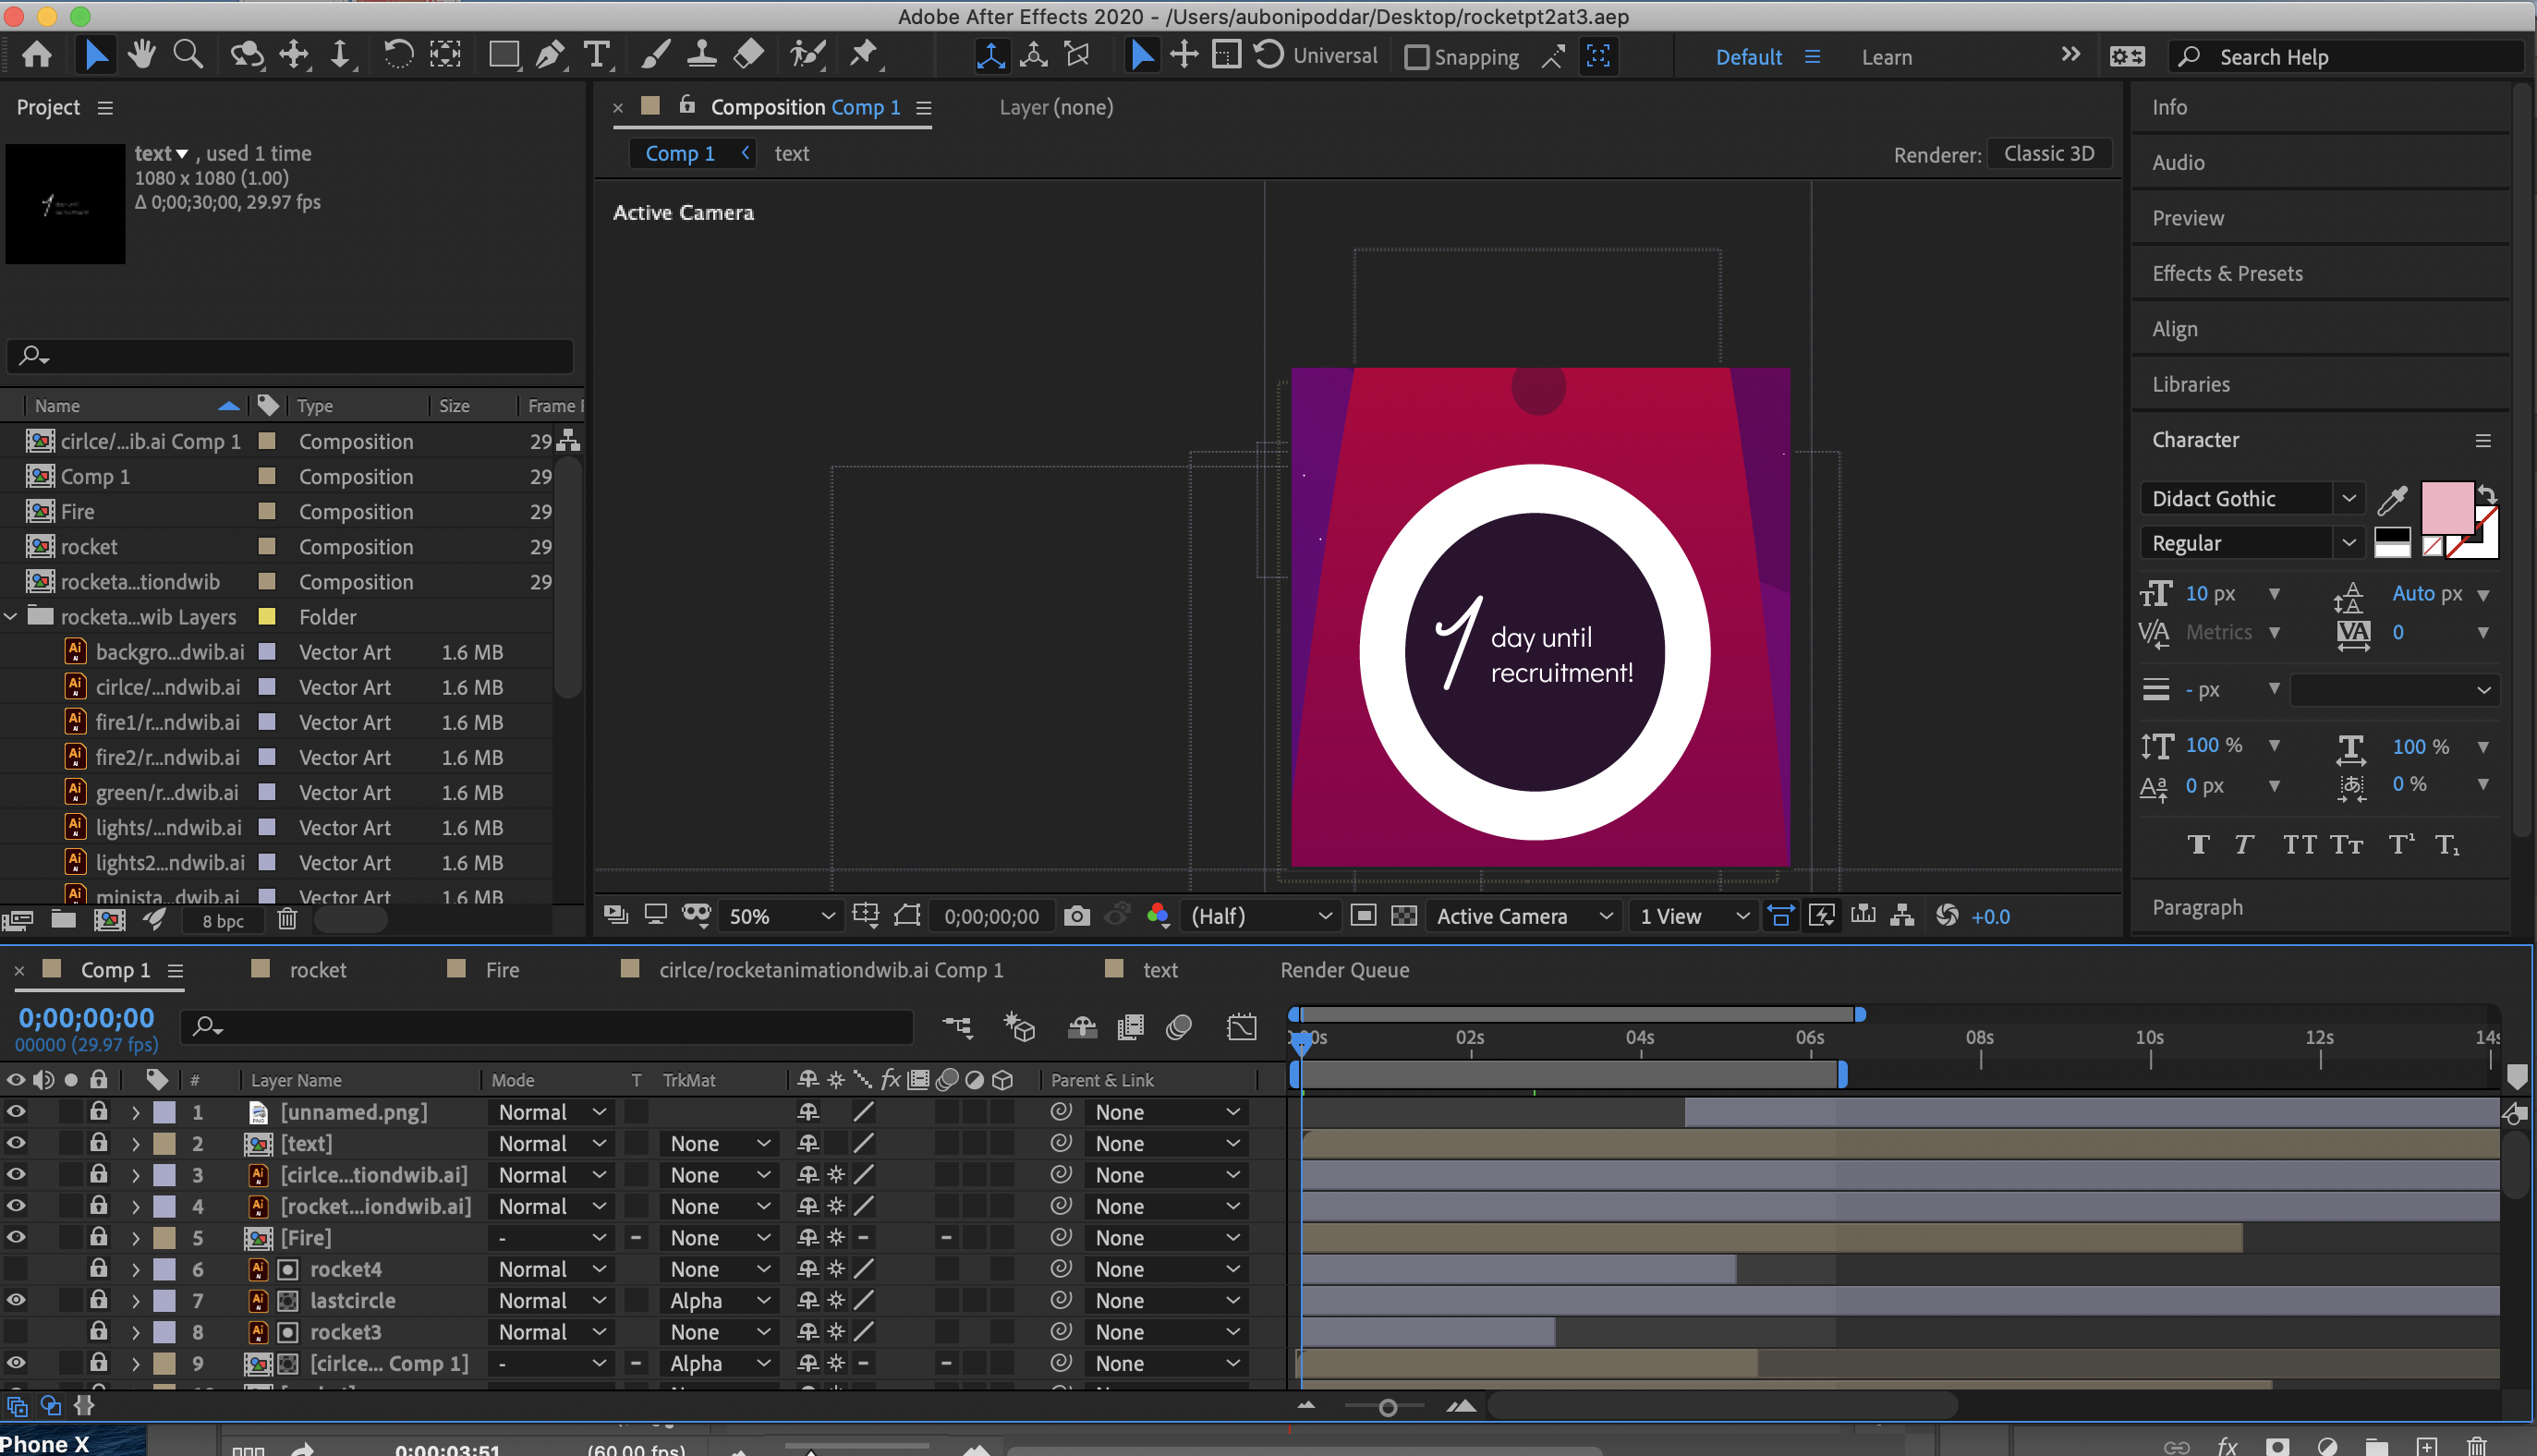 Adobe After Effects 2020 - /Users/aubonipoddar/Desktop/rocketpt2at3.aep
Universal
Snapping
Default
Learn
Search Help
Project
text , used 1 time
1080 x 1080 (1.00)
Δ 0;00;30;00, 29.97 fps
Name Type Size Frame
cirlce/...ib.ai Comp 1 Composition 29
Comp 1 Composition 29
Fire Composition 29
rocket Composition 29
rocketa...tiondwib Composition 29
rocketa...wib Layers Folder
backgro...dwib.ai Vector Art 1.6 MB
cirlce/...ndwib.ai Vector Art 1.6 MB
fire1/r...ndwib.ai Vector Art 1.6 MB
fire2/r...ndwib.ai Vector Art 1.6 MB
green/r...dwib.ai Vector Art 1.6 MB
lights/...ndwib.ai Vector Art 1.6 MB
lights2...ndwib.ai Vector Art 1.6 MB
minista...dwib.ai Vector Art 1.6 MB
8 bpc
Composition Comp 1
Layer (none)
Comp 1 text
Renderer: Classic 3D
Active Camera
1 day until
recruitment!
50% 0;00;00;00 (Half) Active Camera 1 View +0.0
Info
Audio
Preview
Effects & Presets
Align
Libraries
Character
Didact Gothic
Regular
10 px Auto px
Metrics 0
- px
100 % 100 %
0 px 0 %
T T TT Tт T¹ T₁
Paragraph
Comp 1 rocket Fire cirlce/rocketanimationdwib.ai Comp 1 text Render Queue
0;00;00;00
00000 (29.97 fps)
02s 04s 06s 08s 10s 12s
# Layer Name Mode T TrkMat fx Parent & Link
1 [unnamed.png] Normal None
2 [text] Normal None None
3 [cirlce...tiondwib.ai] Normal None None
4 [rocket...iondwib.ai] Normal None None
5 [Fire] - None None
6 rocket4 Normal None None
7 lastcircle Normal Alpha None
8 rocket3 Normal None None
9 [cirlce... Comp 1] - Alpha None
Phone X
0:00:03:51 (60.00 fps)
fx